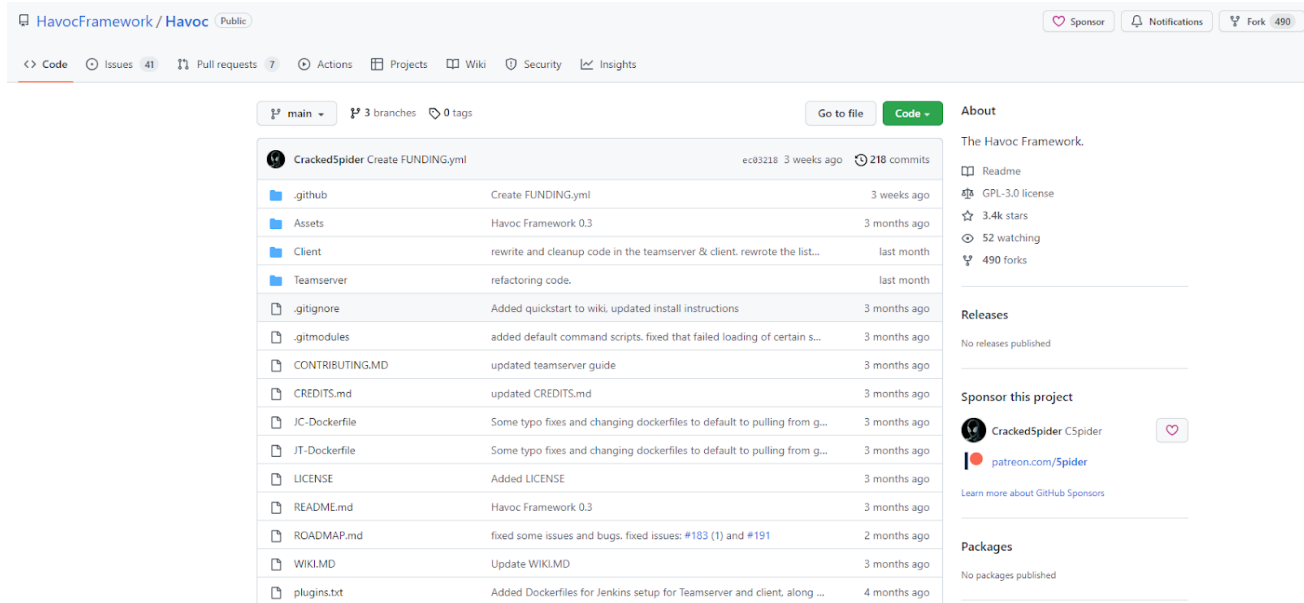 HavocFramework / Havoc Public
Sponsor Notifications Fork 490
Code Issues 41 Pull requests 7 Actions Projects Wiki Security Insights
main 3 branches 0 tags Go to file Code
Cracked5pider Create FUNDING.yml ec03218 3 weeks ago 218 commits
.github Create FUNDING.yml 3 weeks ago
Assets Havoc Framework 0.3 3 months ago
Client rewrite and cleanup code in the teamserver & client. rewrote the list... last month
Teamserver refactoring code. last month
.gitignore Added quickstart to wiki, updated install instructions 3 months ago
.gitmodules added default command scripts. fixed that failed loading of certain s... 3 months ago
CONTRIBUTING.MD updated teamserver guide 3 months ago
CREDITS.md updated CREDITS.md 3 months ago
JC-Dockerfile Some typo fixes and changing dockerfiles to default to pulling from g... 3 months ago
JT-Dockerfile Some typo fixes and changing dockerfiles to default to pulling from g... 3 months ago
LICENSE Added LICENSE 3 months ago
README.md Havoc Framework 0.3 3 months ago
ROADMAP.md fixed some issues and bugs. fixed issues: #183 (1) and #191 2 months ago
WIKI.MD Update WIKI.MD 3 months ago
plugins.txt Added Dockerfiles for Jenkins setup for Teamserver and client, along ... 4 months ago
About
The Havoc Framework.
Readme
GPL-3.0 license
3.4k stars
52 watching
490 forks
Releases
No releases published
Sponsor this project
Cracked5pider C5pider
patreon.com/5pider
Learn more about GitHub Sponsors
Packages
No packages published